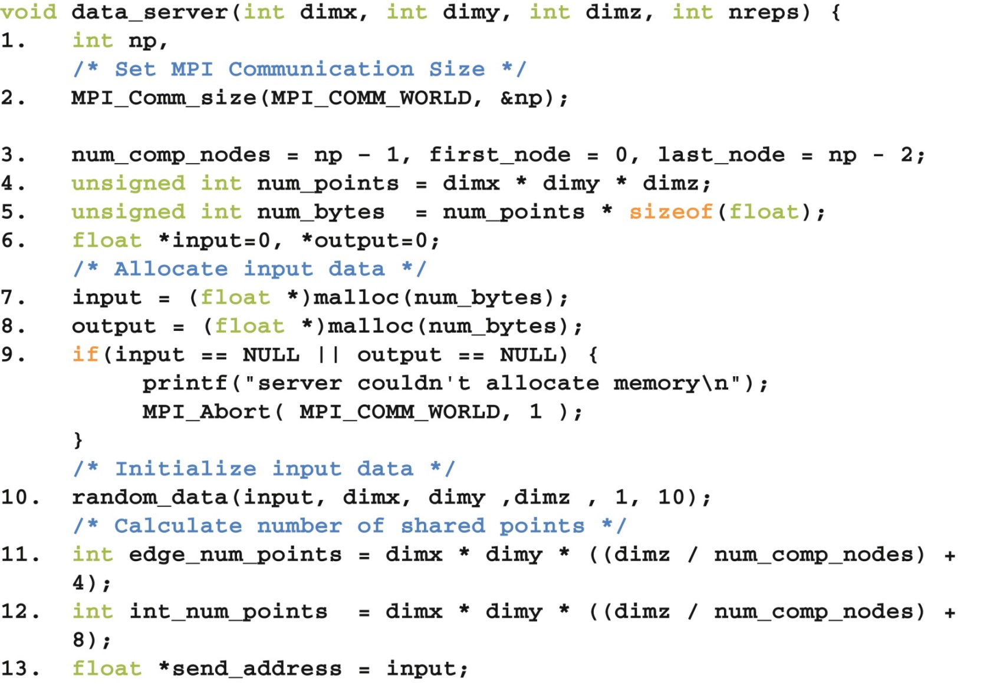 void data_server(int dimx, int dimy, int dimz, int nreps) {
1. int np,
/* Set MPI Communication Size */
2. MPI_Comm_size(MPI_COMM_WORLD, &np);
3. num_comp_nodes = np – 1, first_node = 0, last_node = np - 2;
4. unsigned int num_points = dimx * dimy * dimz;
5. unsigned int num_bytes  = num_points * sizeof(float);
6. float *input=0, *output=0;
/* Allocate input data */
7. input = (float *)malloc(num_bytes);
8. output = (float *)malloc(num_bytes);
9. if(input == NULL || output == NULL) {
printf("server couldn't allocate memory\n");
MPI_Abort( MPI_COMM_WORLD, 1 );
}
/* Initialize input data */
10. random_data(input, dimx, dimy ,dimz , 1, 10);
/* Calculate number of shared points */
11. int edge_num_points = dimx * dimy * ((dimz / num_comp_nodes) +
4);
12. int int_num_points  = dimx * dimy * ((dimz / num_comp_nodes) +
8);
13. float *send_address = input;